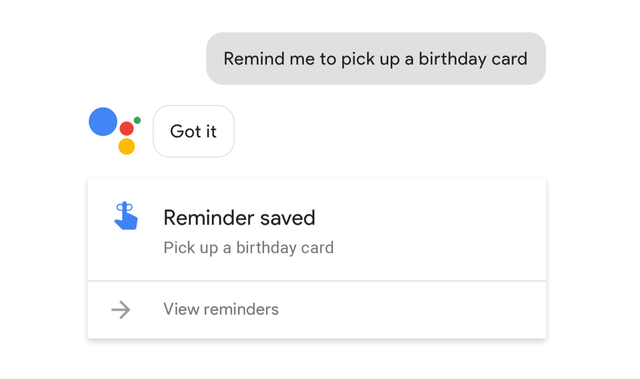 Remind me to pick up a birthday card
Got it
Reminder saved
Pick up a birthday card
View reminders